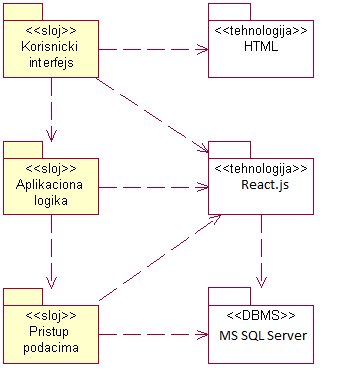 <<sloj>>
Korisnicki
interfejs
<<tehnologija>>
HTML
<<sloj>>
Aplikaciona
logika
<<tehnologija>>
React.js
<<sloj>>
Pristup
podacima
<<DBMS>>
MS SQL Server